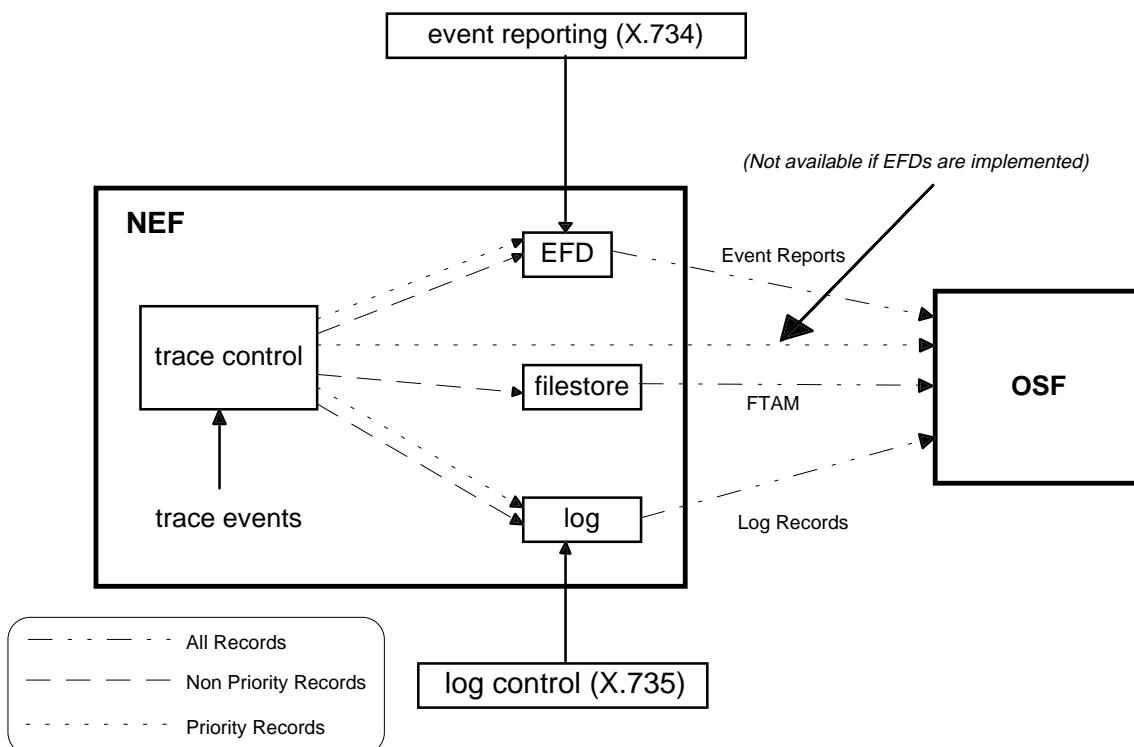 event reporting (X.734)
(Not available if EFDs are implemented)
NEF
EFD
Event Reports
trace control
filestore
FTAM
OSF
trace events
log
Log Records
All Records
Non Priority Records
Priority Records
log control (X.735)